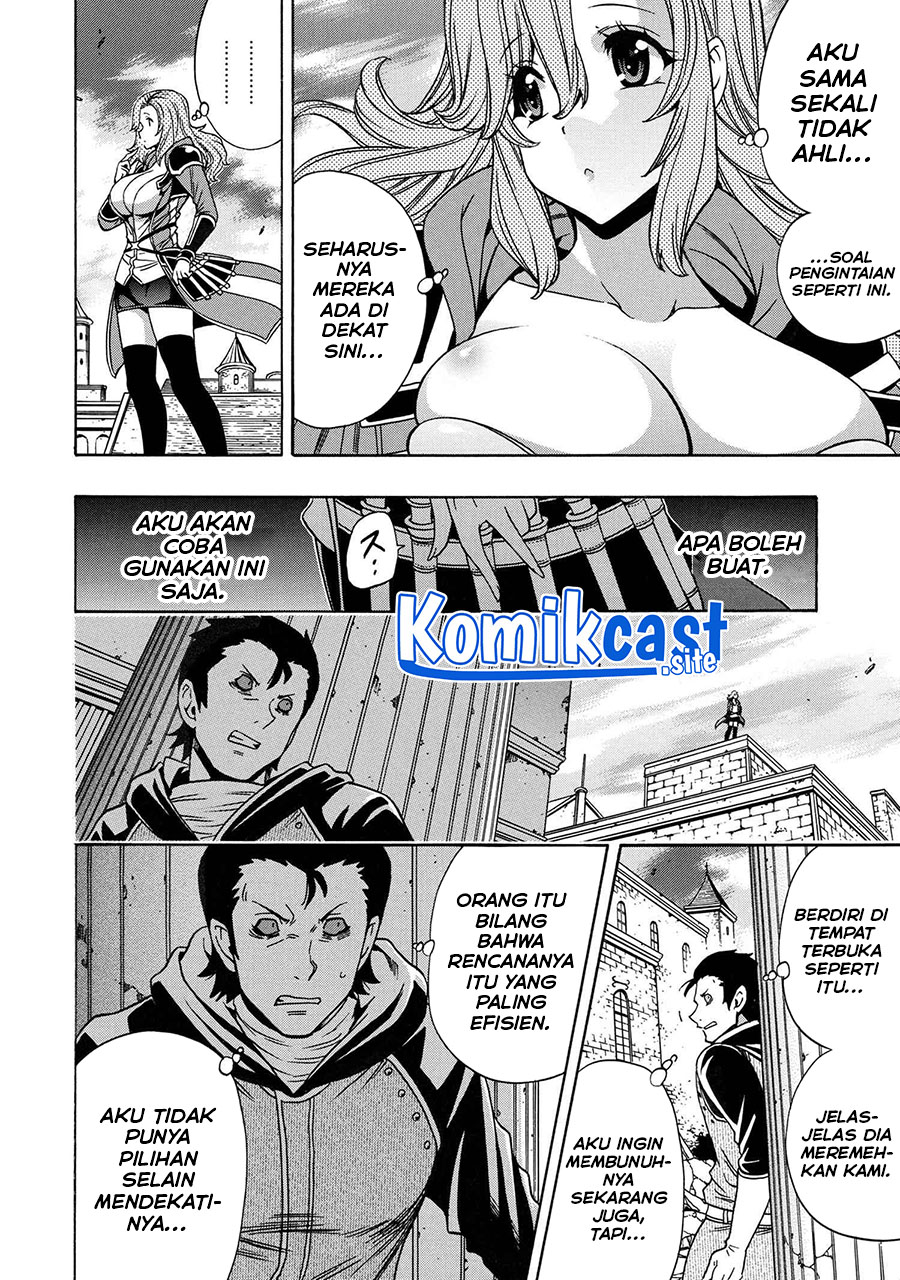 AKU
SAMA
SEKALI
TIDAK
AHLI...
...SOAL
PENGINTAIAN
SEPERTI INI.
SEHARUS-
NYA
MEREKA
ADA DI
DEKAT
SINI...
...........
APA BOLEH
BUAT.
ス...
AKU AKAN
COBA
GUNAKAN INI
SAJA.
Komikcast
.site
BERDIRI DI
TEMPAT
TERBUKA
SEPERTI
ITU...
JELAS-
JELAS DIA
MEREMEH-
KAN KAMI.
AKU INGIN
MEMBUNUH-
NYA
SEKARANG
JUGA,
TAPI...
ORANG ITU
BILANG
BAHWA
RENCANANYA
ITU YANG
PALING
EFISIEN.
AKU TIDAK
PUNYA
PILIHAN
SELAIN
MENDEKATI-
NYA...